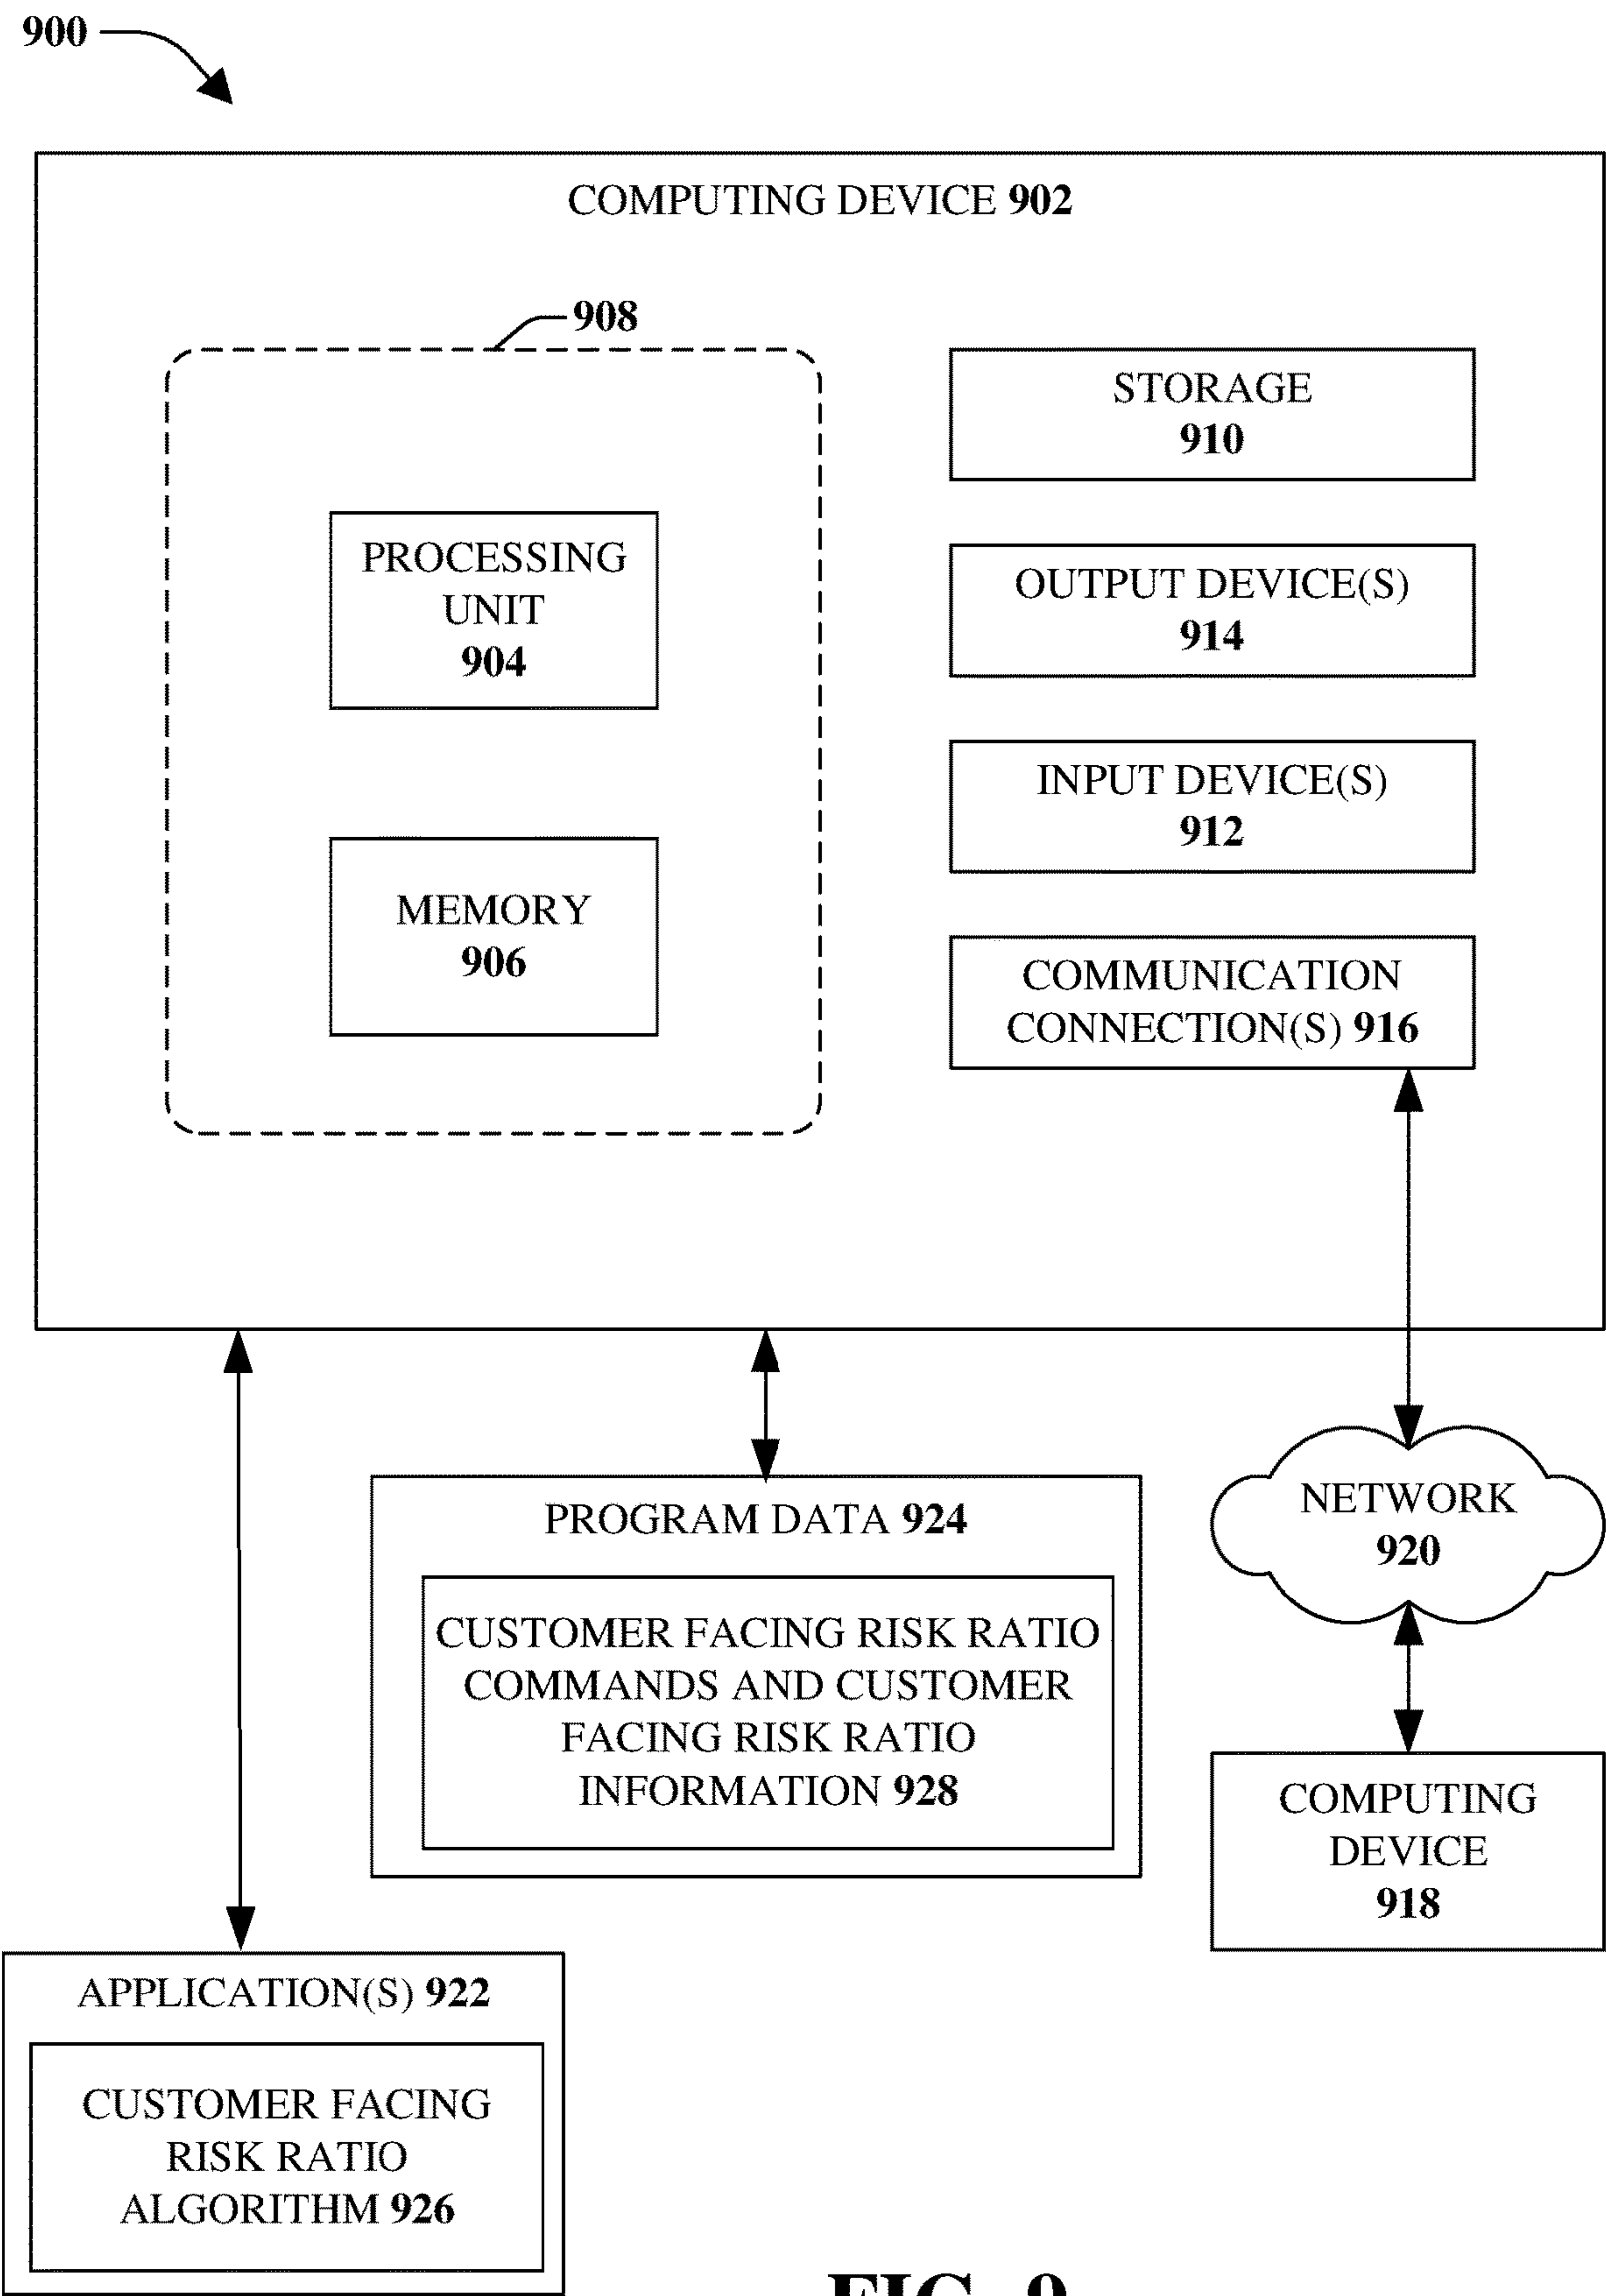 900
COMPUTING DEVICE 902
908
PROCESSING
UNIT
904
MEMORY
906
STORAGE
910
OUTPUT DEVICE(S)
914
INPUT DEVICE(S)
912
COMMUNICATION
CONNECTION(S) 916
PROGRAM DATA 924
CUSTOMER FACING RISK RATIO
COMMANDS AND CUSTOMER
FACING RISK RATIO
INFORMATION 928
NETWORK
920
COMPUTING
DEVICE
918
APPLICATION(S) 922
CUSTOMER FACING
RISK RATIO
ALGORITHM 926
FIG. 9